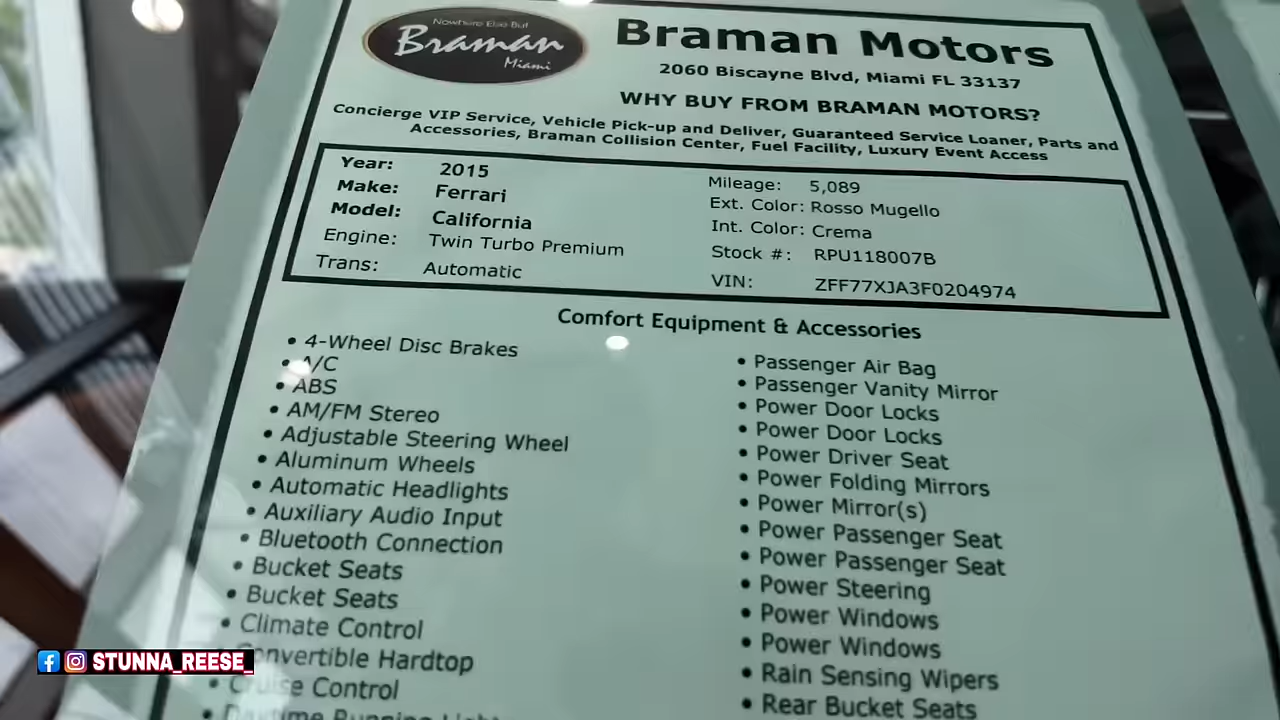 Nowhere Else But
Braman
Miami
Braman Motors
2060 Biscayne Blvd, Miami FL 33137
WHY BUY FROM BRAMAN MOTORS?
Concierge VIP Service, Vehicle Pick-up and Deliver, Guaranteed Service Loaner, Parts and
Accessories, Braman Collision Center, Fuel Facility, Luxury Event Access
Year: 2015
Make: Ferrari
Model: California
Engine: Twin Turbo Premium
Trans: Automatic
Mileage: 5,089
Ext. Color: Rosso Mugello
Int. Color: Crema
Stock #: RPU118007B
VIN: ZFF77XJA3F0204974
Comfort Equipment & Accessories
• 4-Wheel Disc Brakes
• A/C
• ABS
• AM/FM Stereo
• Adjustable Steering Wheel
• Aluminum Wheels
• Automatic Headlights
• Auxiliary Audio Input
• Bluetooth Connection
• Bucket Seats
• Bucket Seats
• Climate Control
Convertible Hardtop
• Cruise Control
• Daytime Running Light
• Passenger Air Bag
• Passenger Vanity Mirror
• Power Door Locks
• Power Door Locks
• Power Driver Seat
• Power Folding Mirrors
• Power Mirror(s)
• Power Passenger Seat
• Power Passenger Seat
• Power Steering
• Power Windows
• Power Windows
• Rain Sensing Wipers
• Rear Bucket Seats
STUNNA_REESE_